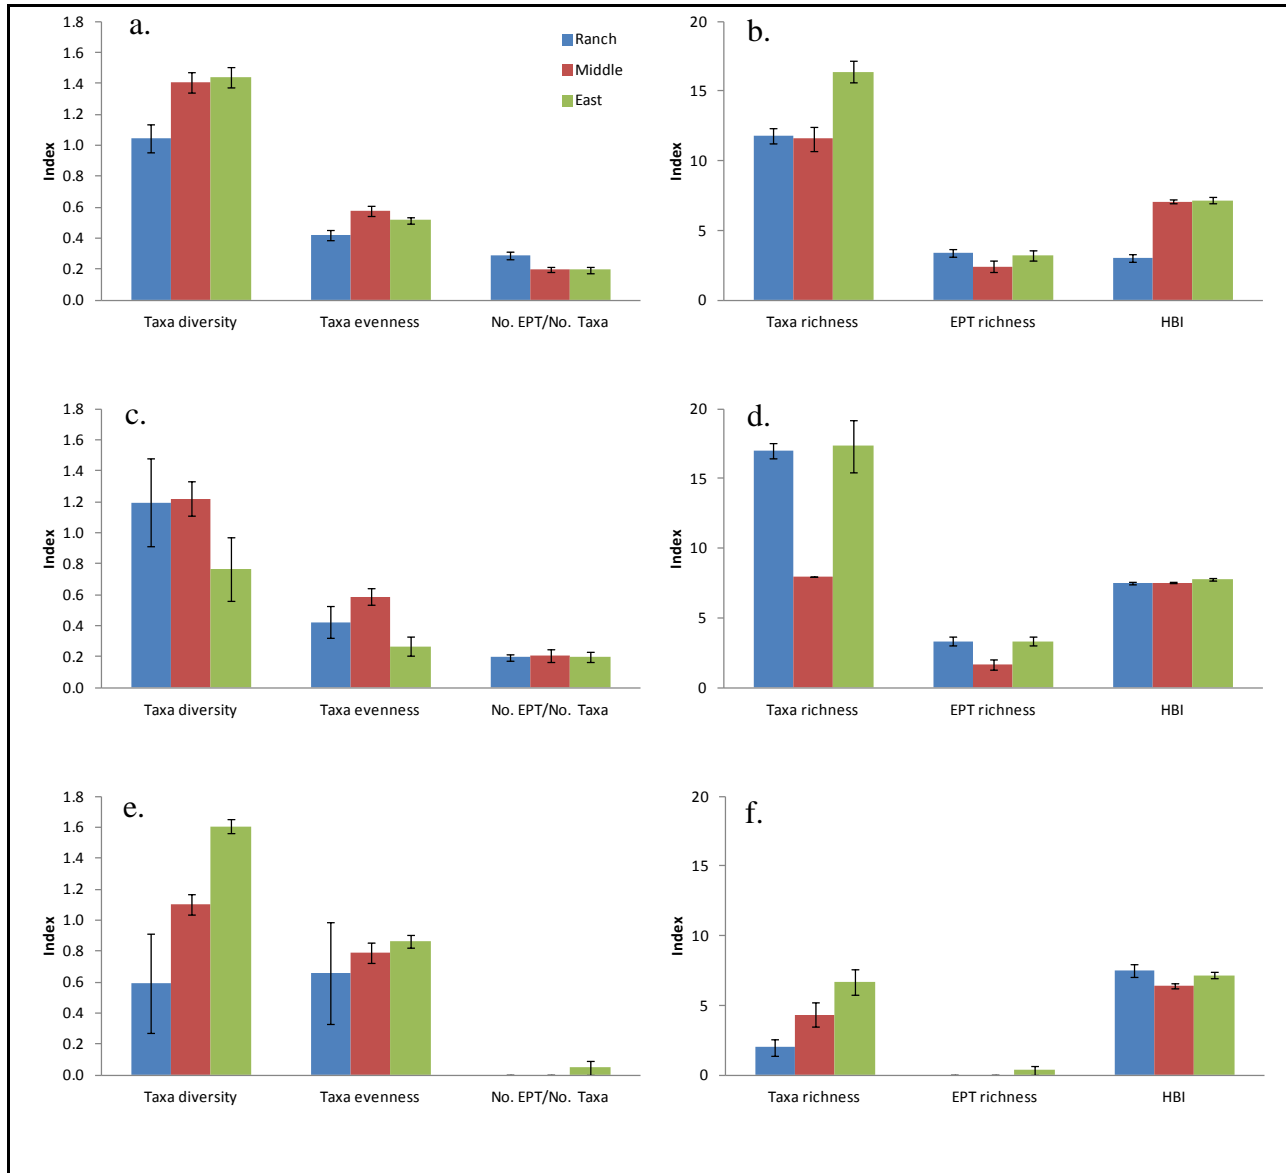 a.
1.8
1.6
1.4
1.2
1.0
0.8
0.6
0.4
0.2
0.0
Index
Ranch
Middle
East
Taxa diversity
Taxa evenness
No. EPT/No. Taxa
b.
20
15
10
5
0
Index
Taxa richness
EPT richness
HBI
c.
1.8
1.6
1.4
1.2
1.0
0.8
0.6
0.4
0.2
0.0
Index
Taxa diversity
Taxa evenness
No. EPT/No. Taxa
d.
20
15
10
5
0
Index
Taxa richness
EPT richness
HBI
e.
1.8
1.6
1.4
1.2
1.0
0.8
0.6
0.4
0.2
0.0
Index
Taxa diversity
Taxa evenness
No. EPT/No. Taxa
f.
20
15
10
5
0
Index
Taxa richness
EPT richness
HBI